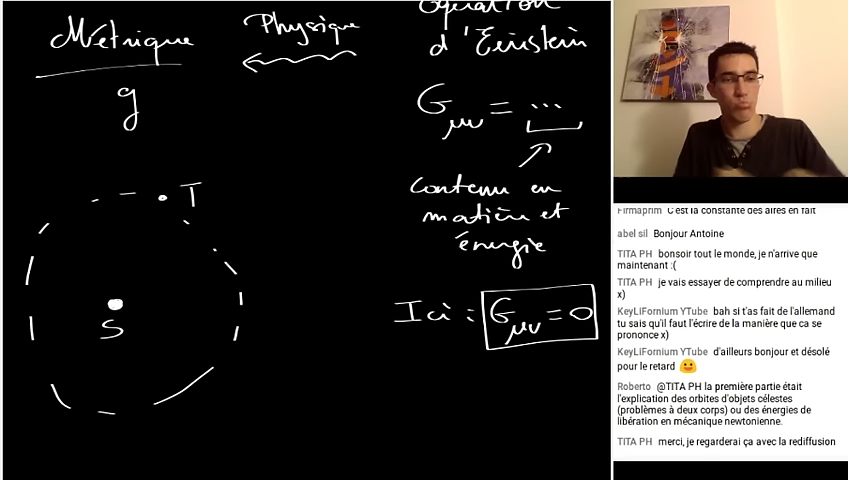 Métrique
Physique
Equation
d'Einstein
g
Gμν = ...
contenu en
matière et
énergie
T
S
Ici : Gμν = 0
Firmaprim C'est la constante des aires en fait
abel sil Bonjour Antoine
TITA PH bonsoir tout le monde, je n'arrive que
maintenant :(
TITA PH je vais essayer de comprendre au milieu
x)
KeyLiFornium YTube bah si t'as fait de l'allemand
tu sais qu'il faut l'écrire de la manière que ca se
prononce x)
KeyLiFornium YTube d'ailleurs bonjour et désolé
pour le retard
Roberto @TITA PH la première partie était
l'explication des orbites d'objets célestes
(problèmes à deux corps) ou des énergies de
libération en mécanique newtonienne.
TITA PH merci, je regarderai ça avec la rediffusion